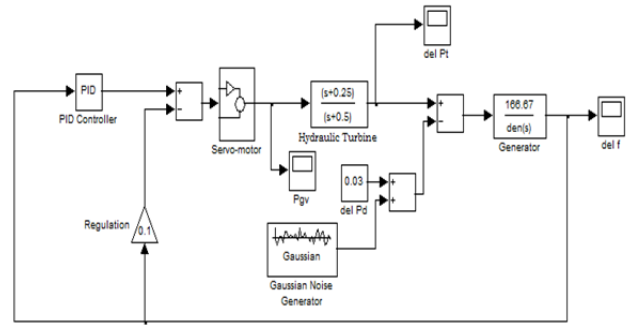 del Pt
PID
PID Controller
+
−
Servo-motor
(s+0.25)
(s+0.5)
Hydraulic Turbine
+
−
166.67
den(s)
Generator
del f
Pgv
0.03
del Pd
+
+
Regulation
0.1
Gaussian
Gaussian Noise
Generator